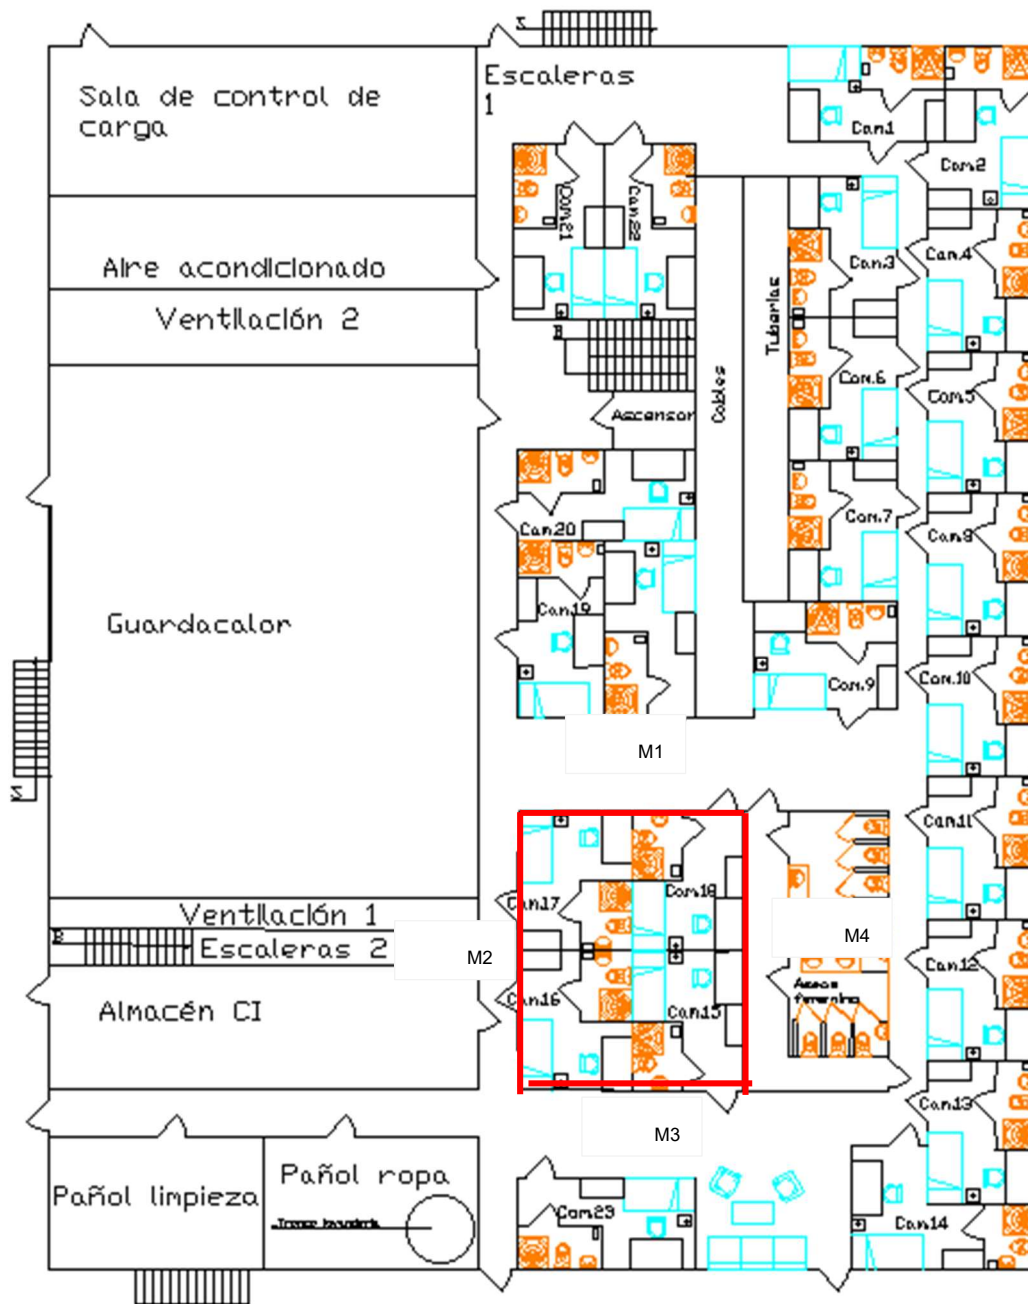 Escaleras
1
Sala de control de
carga
Cam.1
Cam.2
Cam.21
Cam.22
Cam.3
Cam.4
Aire acondicionado
Ventilación 2
Tuberías
Cables
Cam.6
Cam.5
Ascensor
Cam.20
Cam.7
Cam.8
Cam.19
Guardacalor
Cam.9
Cam.10
M1
Cam.11
Cam.17
Cam.18
Ventilación 1
B
Escaleras 2
M2
M4
Cam.12
Almacén CI
Cam.16
Cam.15
Aseos
femenino
Cam.13
M3
Pañol limpieza
Pañol ropa
Cam.23
Cam.14